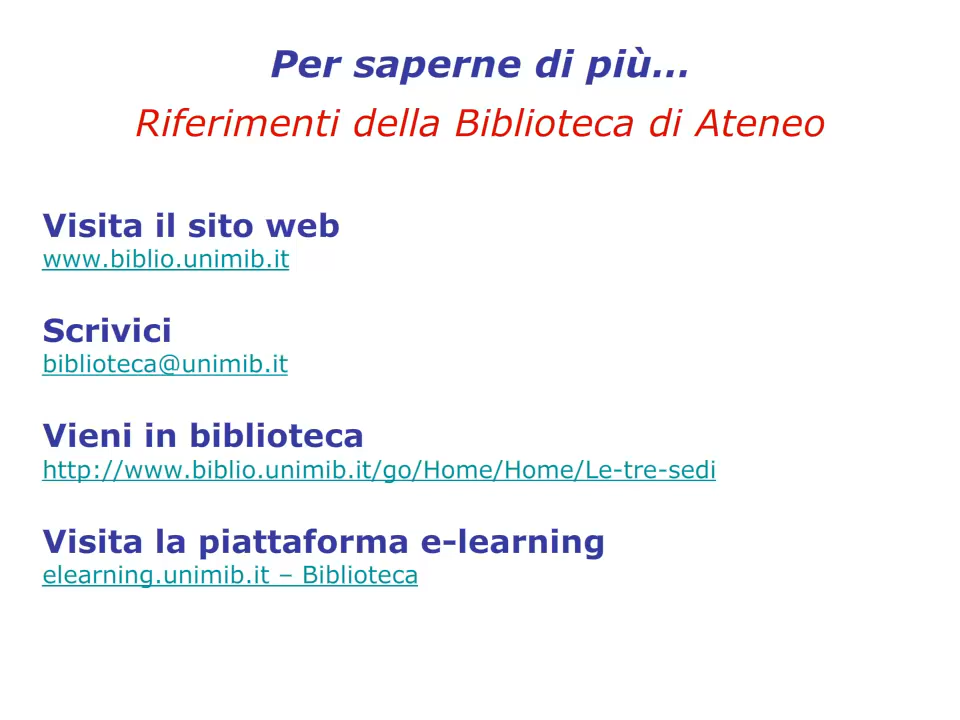 Per saperne di più…
Riferimenti della Biblioteca di Ateneo
Visita il sito web
www.biblio.unimib.it
Scrivici
biblioteca@unimib.it
Vieni in biblioteca
http://www.biblio.unimib.it/go/Home/Home/Le-tre-sedi
Visita la piattaforma e-learning
elearning.unimib.it – Biblioteca